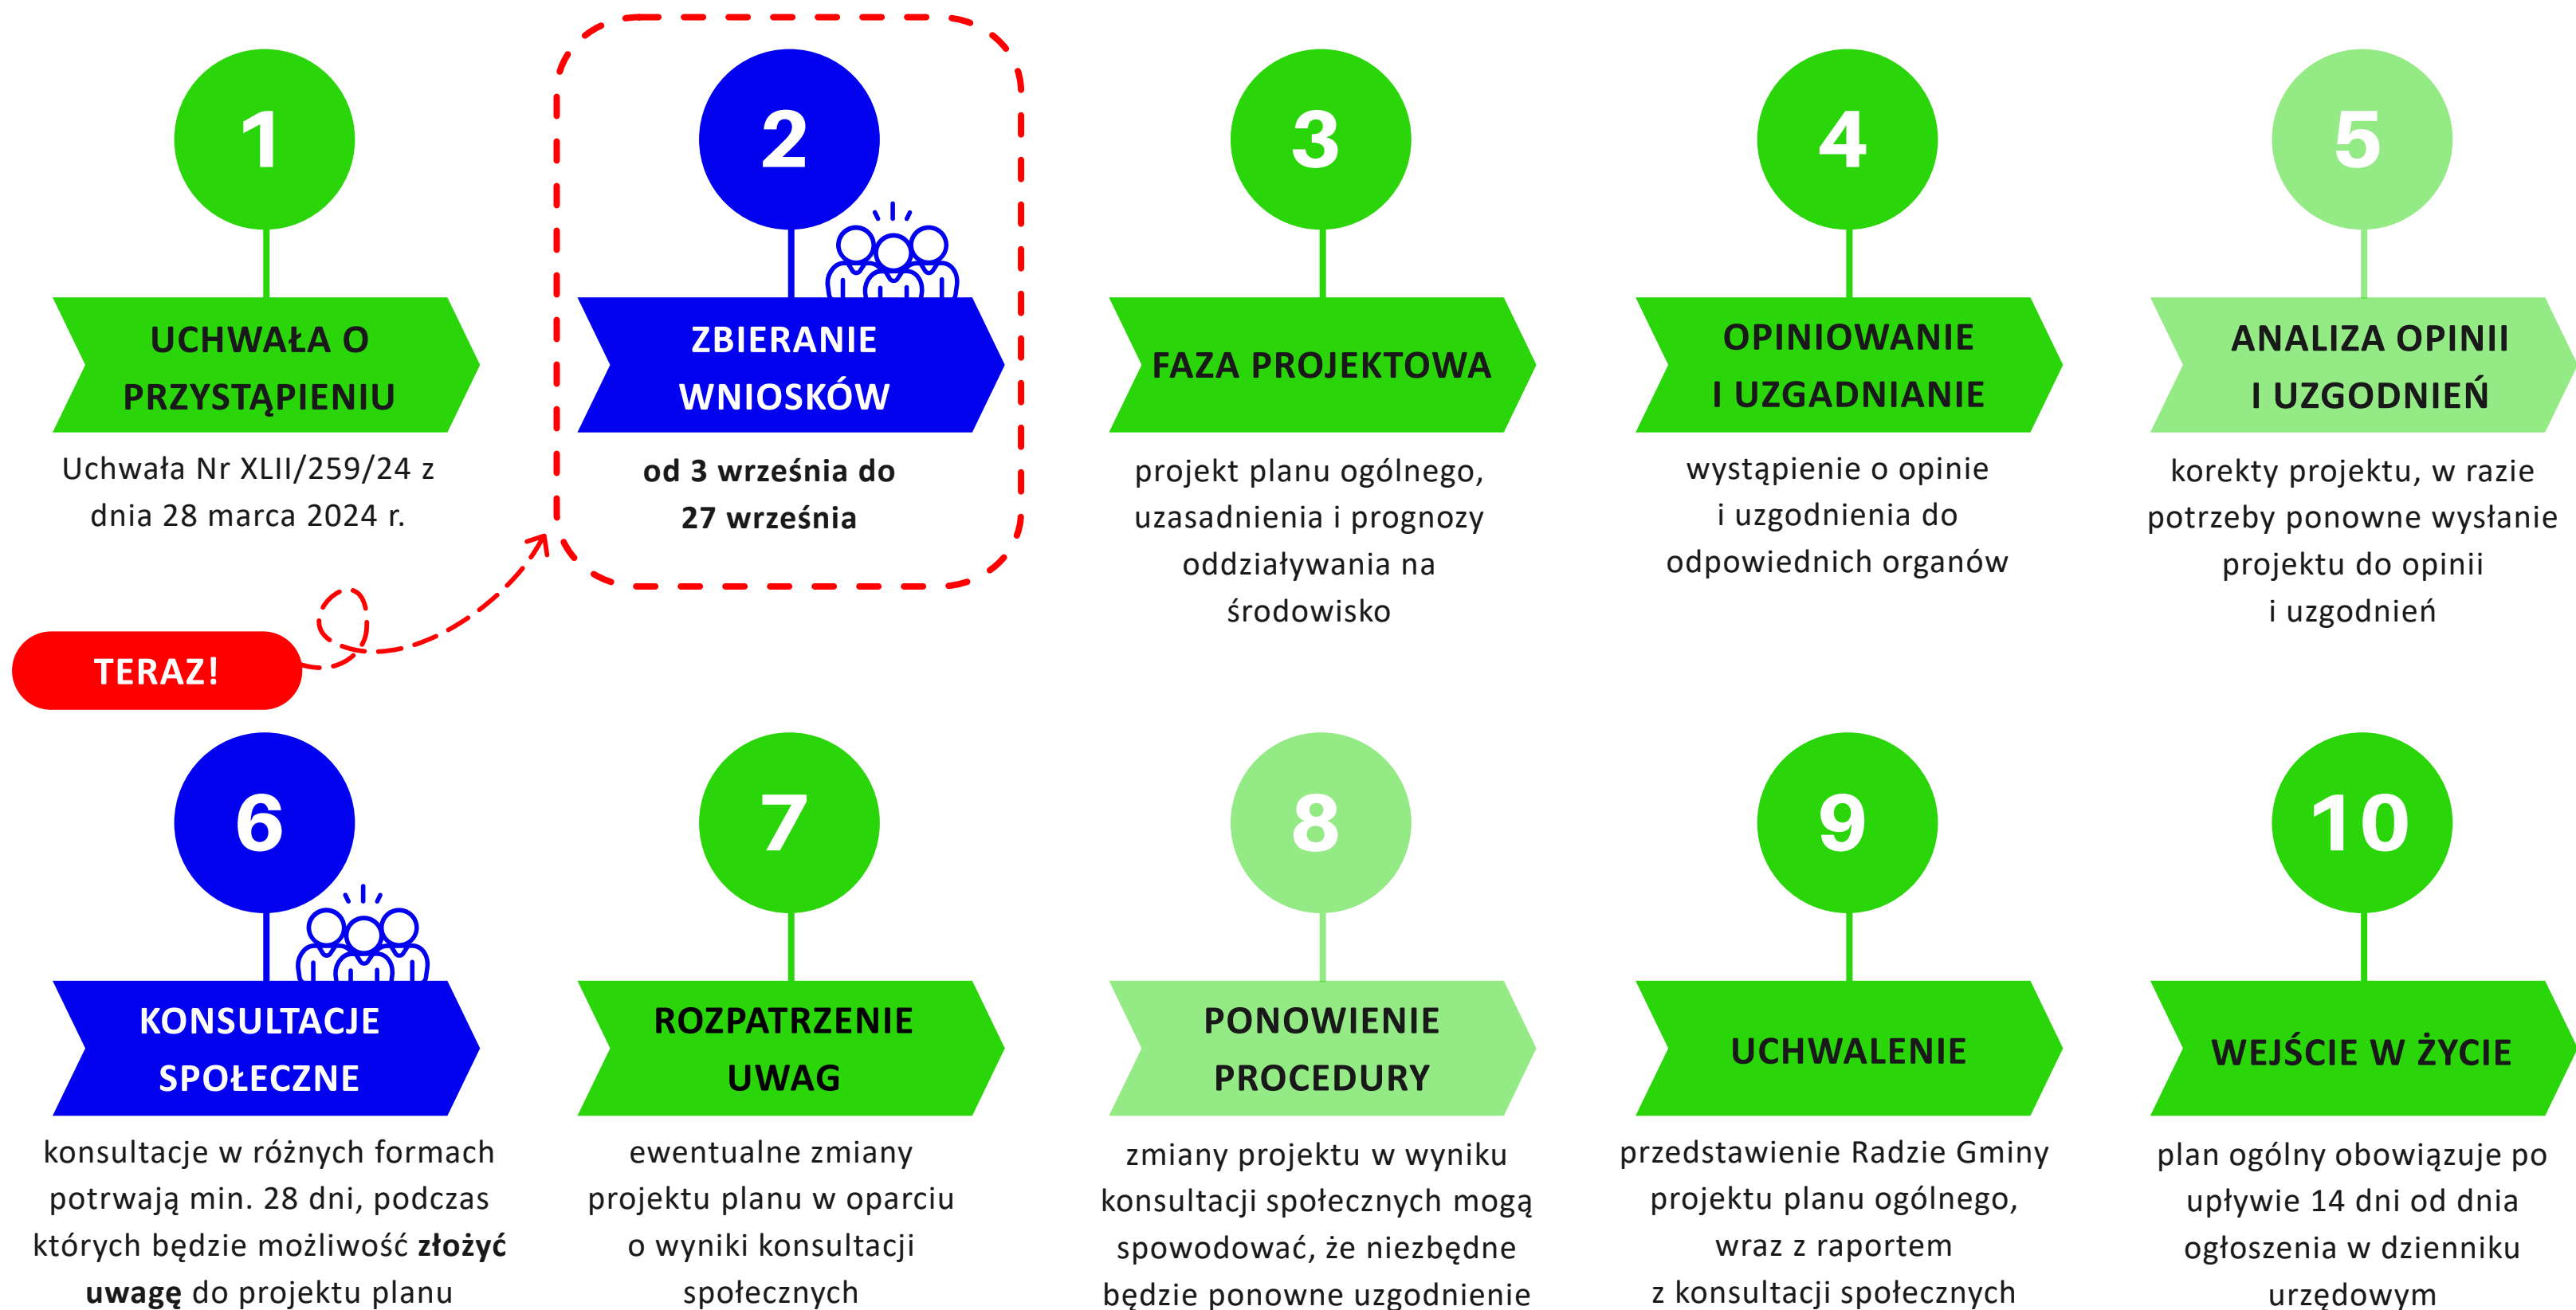 1
UCHWAŁA O
PRZYSTĄPIENIU
Uchwała Nr XLII/259/24 z
dnia 28 marca 2024 r.
2
ZBIERANIE
WNIOSKÓW
od 3 września do
27 września
3
FAZA PROJEKTOWA
projekt planu ogólnego,
uzasadnienia i prognozy
oddziaływania na
środowisko
4
OPINIOWANIE
I UZGADNIANIE
wystąpienie o opinie
i uzgodnienia do
odpowiednich organów
5
ANALIZA OPINII
I UZGODNIEŃ
korekty projektu, w razie
potrzeby ponowne wysłanie
projektu do opinii
i uzgodnień
TERAZ!
6
KONSULTACJE
SPOŁECZNE
konsultacje w różnych formach
potrwają min. 28 dni, podczas
których będzie możliwość złożyć
uwagę do projektu planu
7
ROZPATRZENIE
UWAG
ewentualne zmiany
projektu planu w oparciu
o wyniki konsultacji
społecznych
8
PONOWIENIE
PROCEDURY
zmiany projektu w wyniku
konsultacji społecznych mogą
spowodować, że niezbędne
będzie ponowne uzgodnienie
9
UCHWALENIE
przedstawienie Radzie Gminy
projektu planu ogólnego,
wraz z raportem
z konsultacji społecznych
10
WEJŚCIE W ŻYCIE
plan ogólny obowiązuje po
upływie 14 dni od dnia
ogłoszenia w dzienniku
urzędowym